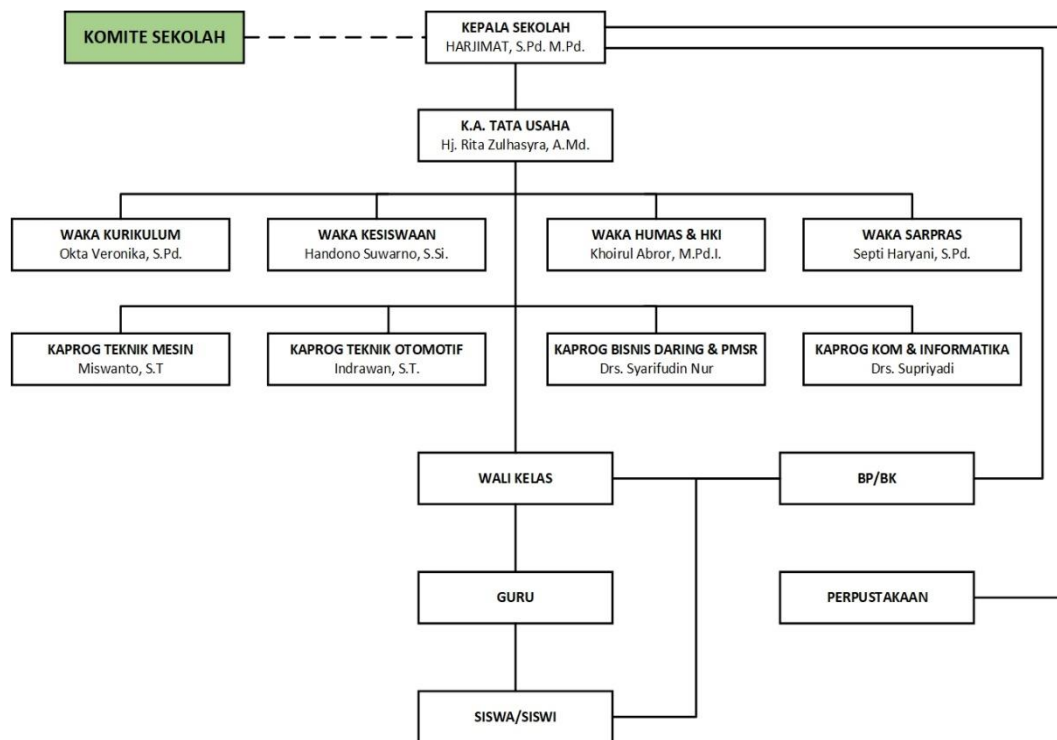 KOMITE SEKOLAH
KEPALA SEKOLAH
HARJIMAT, S.Pd. M.Pd.
K.A. TATA USAHA
Hj. Rita Zulhasyra, A.Md.
WAKA KURIKULUM
Okta Veronika, S.Pd.
WAKA KESISWAAN
Handono Suwarno, S.Si.
WAKA HUMAS & HKI
Khoirul Abror, M.Pd.I.
WAKA SARPRAS
Septi Haryani, S.Pd.
KAPROG TEKNIK MESIN
Miswanto, S.T
KAPROG TEKNIK OTOMOTIF
Indrawan, S.T.
KAPROG BISNIS DARING & PMSR
Drs. Syarifudin Nur
KAPROG KOM & INFORMATIKA
Drs. Supriyadi
WALI KELAS
BP/BK
GURU
PERPUSTAKAAN
SISWA/SISWI